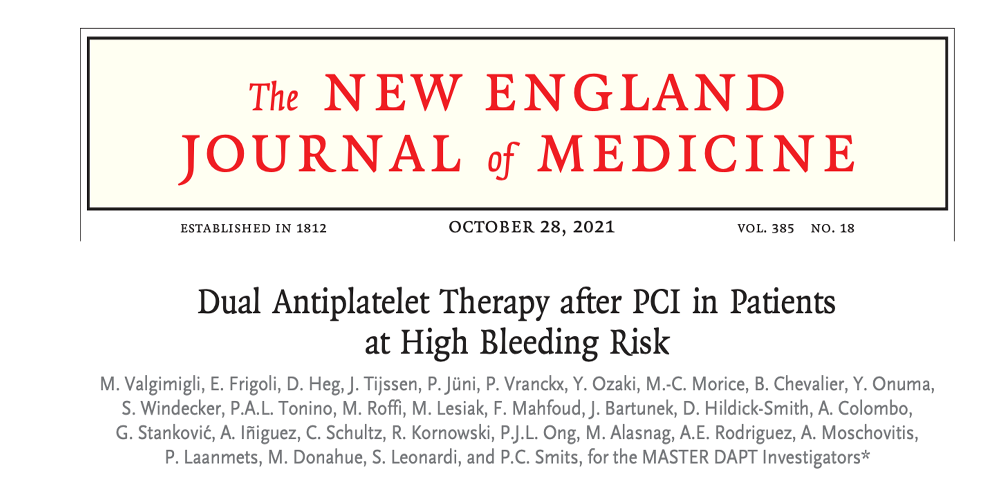 The NEW ENGLAND
JOURNAL of MEDICINE
ESTABLISHED IN 1812 OCTOBER 28, 2021 VOL. 385 NO. 18
Dual Antiplatelet Therapy after PCI in Patients
at High Bleeding Risk
M. Valgimigli, E. Frigoli, D. Heg, J. Tijssen, P. Jüni, P. Vranckx, Y. Ozaki, M.-C. Morice, B. Chevalier, Y. Onuma,
S. Windecker, P.A.L. Tonino, M. Roffi, M. Lesiak, F. Mahfoud, J. Bartunek, D. Hildick-Smith, A. Colombo,
G. Stanković, A. Iñiguez, C. Schultz, R. Kornowski, P.J.L. Ong, M. Alasnag, A.E. Rodriguez, A. Moschovitis,
P. Laanmets, M. Donahue, S. Leonardi, and P.C. Smits, for the MASTER DAPT Investigators*